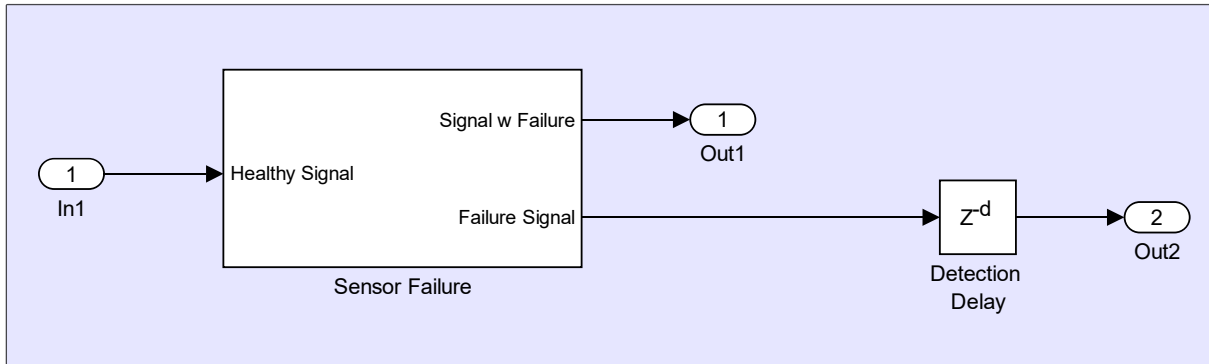 Signal w Failure
1
Out1
1
In1
Healthy Signal
Failure Signal
Z-d
2
Out2
Sensor Failure
Detection
Delay